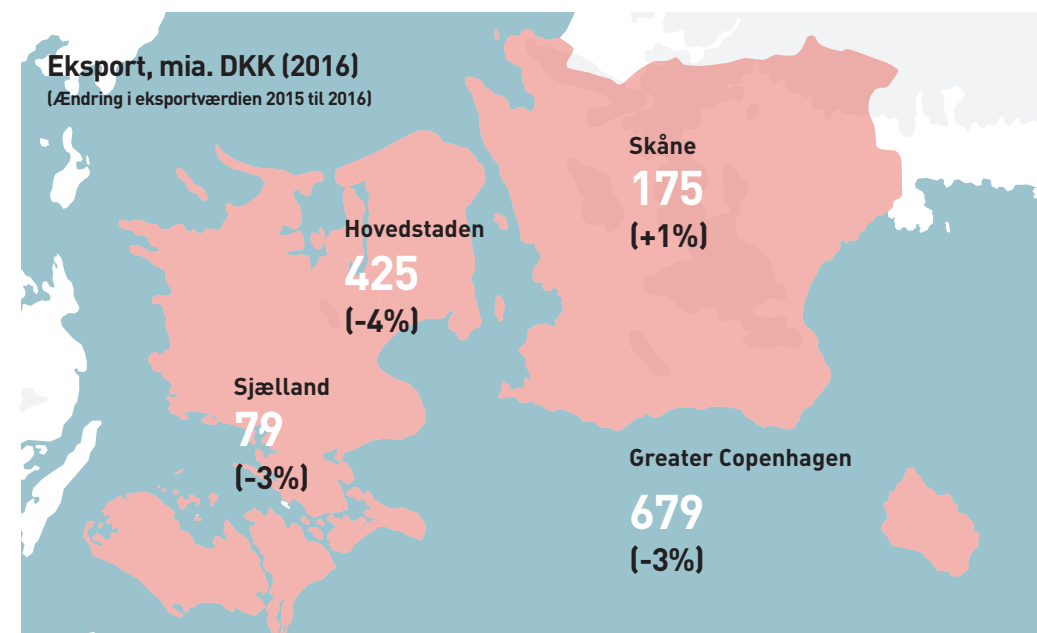 Eksport, mia. DKK (2016)
(Ændring i eksportværdien 2015 til 2016)
Skåne
175
(+1%)
Hovedstaden
425
(-4%)
Sjælland
79
(-3%)
Greater Copenhagen
679
(-3%)